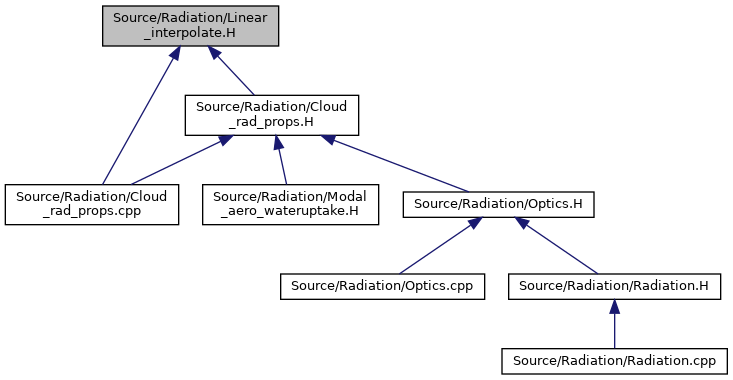 Source/Radiation/Linear
_interpolate.H
Source/Radiation/Cloud
_rad_props.H
Source/Radiation/Cloud
_rad_props.cpp
Source/Radiation/Modal
_aero_wateruptake.H
Source/Radiation/Optics.H
Source/Radiation/Optics.cpp
Source/Radiation/Radiation.H
Source/Radiation/Radiation.cpp